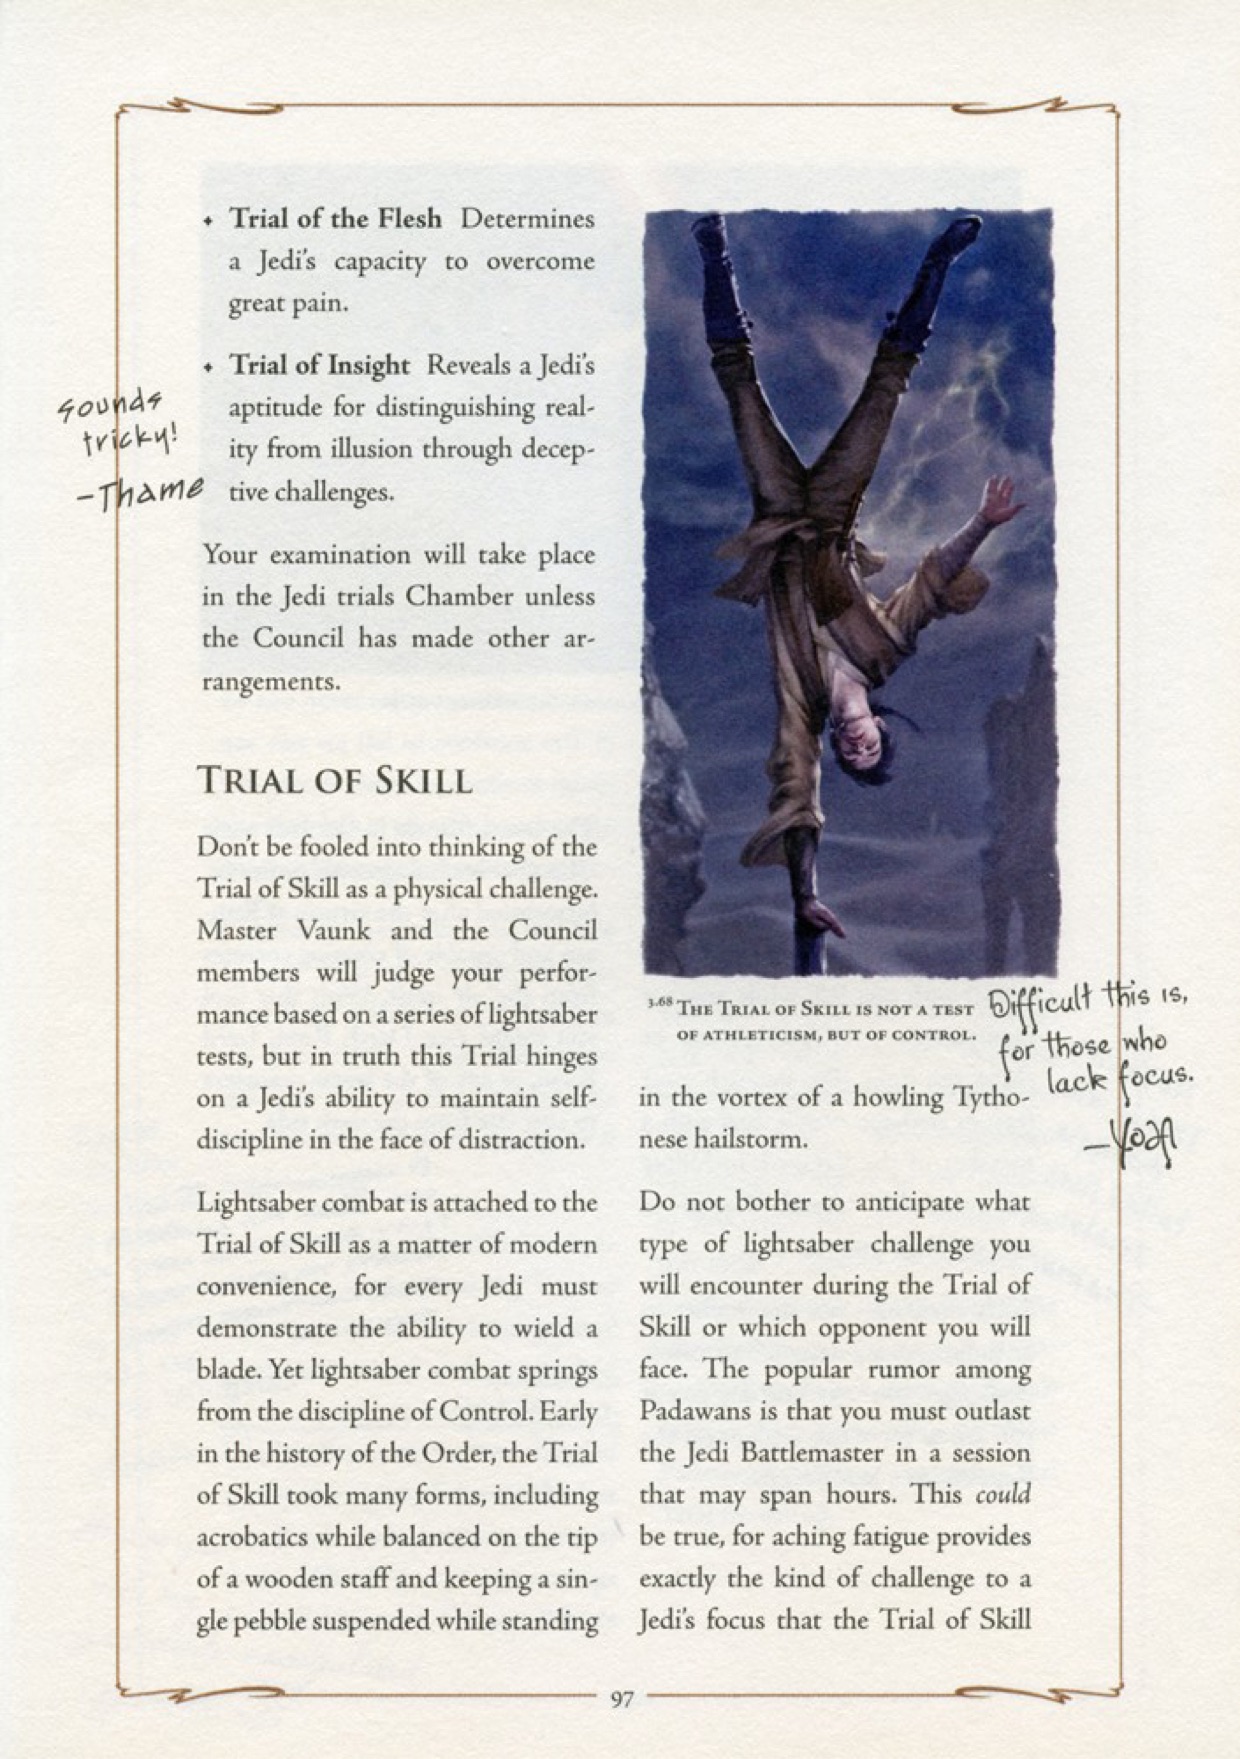 ✦ Trial of the Flesh Determines
a Jedi's capacity to overcome
great pain.
✦ Trial of Insight Reveals a Jedi's
aptitude for distinguishing real-
ity from illusion through decep-
tive challenges.
sounds
tricky!
-Thame
Your examination will take place
in the Jedi trials Chamber unless
the Council has made other ar-
rangements.
TRIAL OF SKILL
Don't be fooled into thinking of the
Trial of Skill as a physical challenge.
Master Vaunk and the Council
members will judge your perfor-
mance based on a series of lightsaber
tests, but in truth this Trial hinges
on a Jedi's ability to maintain self-
discipline in the face of distraction.
Lightsaber combat is attached to the
Trial of Skill as a matter of modern
convenience, for every Jedi must
demonstrate the ability to wield a
blade. Yet lightsaber combat springs
from the discipline of Control. Early
in the history of the Order, the Trial
of Skill took many forms, including
acrobatics while balanced on the tip
of a wooden staff and keeping a sin-
gle pebble suspended while standing
3.68 THE TRIAL OF SKILL IS NOT A TEST
OF ATHLETICISM, BUT OF CONTROL.
Difficult this is,
for those who
lack focus.
-Yoda
in the vortex of a howling Tytho-
nese hailstorm.
Do not bother to anticipate what
type of lightsaber challenge you
will encounter during the Trial of
Skill or which opponent you will
face. The popular rumor among
Padawans is that you must outlast
the Jedi Battlemaster in a session
that may span hours. This could
be true, for aching fatigue provides
exactly the kind of challenge to a
Jedi's focus that the Trial of Skill
97